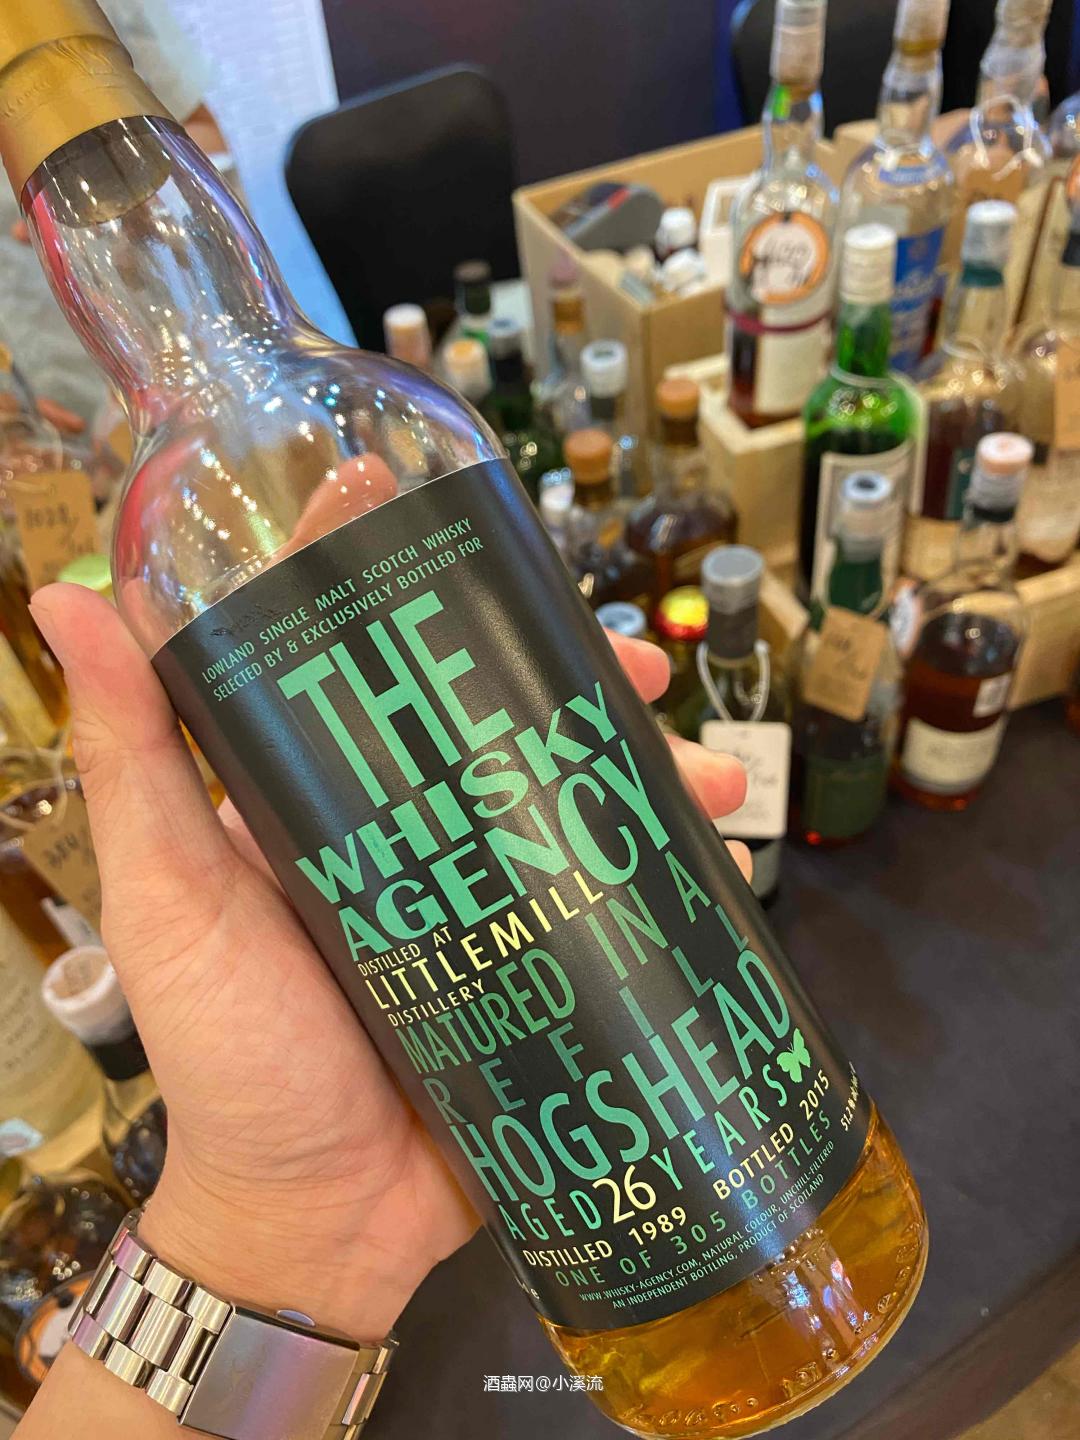 LOWLAND SINGLE MALT SCOTCH WHISKY
SELECTED BY & EXCLUSIVELY BOTTLED FOR
THE
WHISKY
AGENCY
DISTILLED AT
LITTLEMILL
DISTILLERY
MATURED IN A
REFILL
HOGSHEAD
AGED 26 YEARS
DISTILLED 1989 BOTTLED 2015
ONE OF 305 BOTTLES
WWW.WHISKY-AGENCY.COM, NATURAL COLOUR, UNCHILL-FILTERED
AN INDEPENDENT BOTTLING, PRODUCT OF SCOTLAND
酒蟲网@小溪流